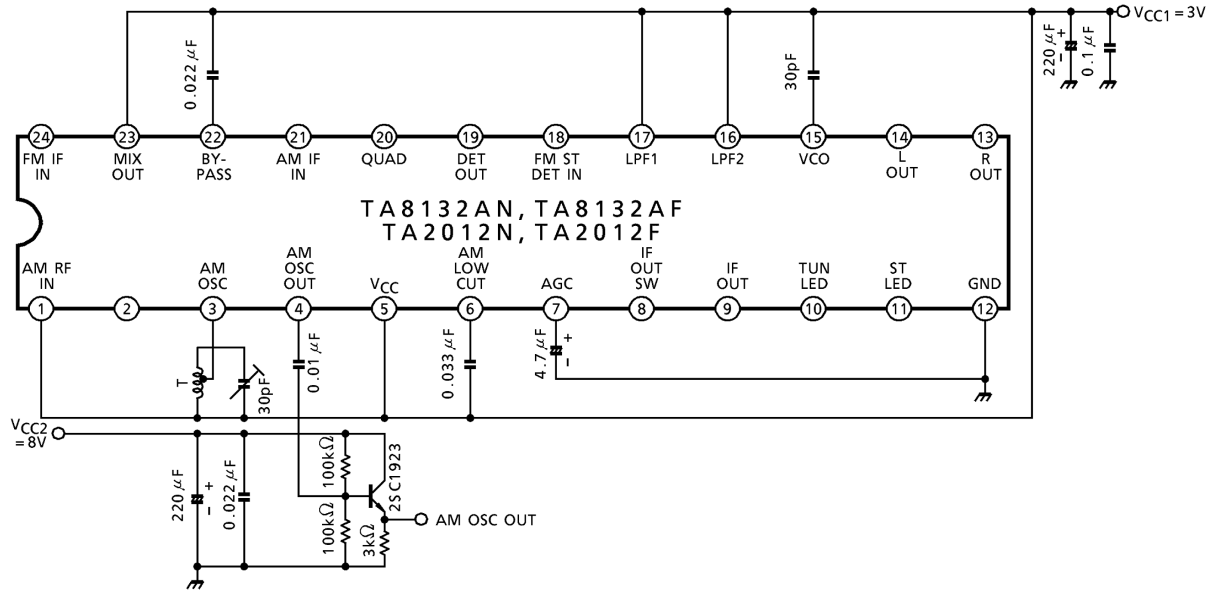 VCC1 = 3V
0.022 μF
30pF
220 μF
+
−
0.1 μF
24
23
22
21
20
19
18
17
16
15
14
13
FM IF
IN
MIX
OUT
BY-
PASS
AM IF
IN
QUAD
DET
OUT
FM ST
DET IN
LPF1
LPF2
VCO
L
OUT
R
OUT
TA8132AN, TA8132AF
TA2012N, TA2012F
AM RF
IN
AM
OSC
AM
OSC
OUT
VCC
AM
LOW
CUT
AGC
IF
OUT
SW
IF
OUT
TUN
LED
ST
LED
GND
1
2
3
4
5
6
7
8
9
10
11
12
T
30pF
0.01 μF
0.033 μF
4.7 μF
+
−
VCC2
= 8V
220 μF
+
−
0.022 μF
100kΩ
100kΩ
2SC1923
3kΩ
AM OSC OUT